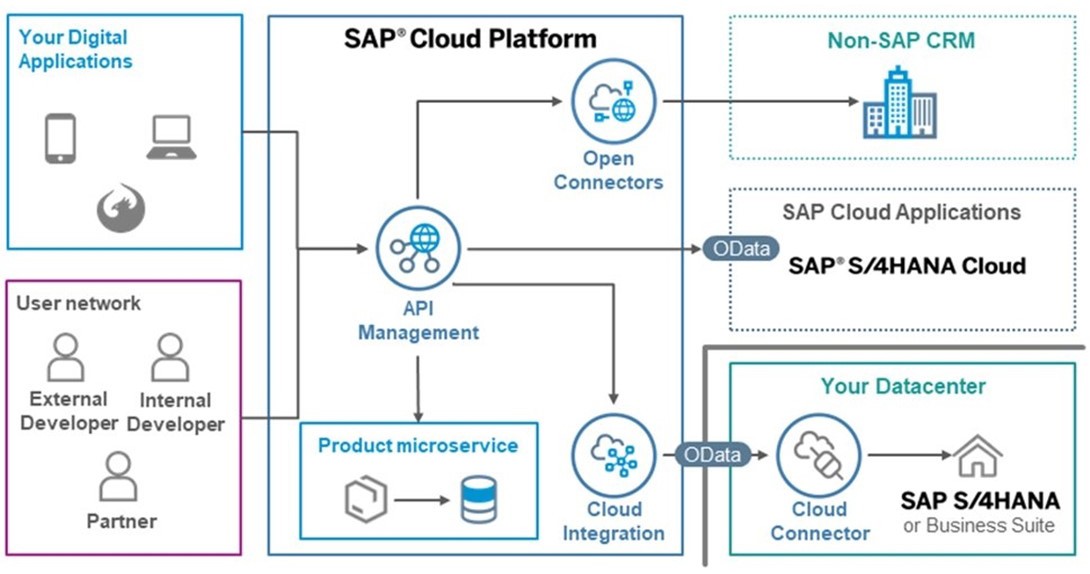 Your Digital
Applications
SAP® Cloud Platform
Non-SAP CRM
Open
Connectors
SAP Cloud Applications
OData
SAP® S/4HANA Cloud
API
Management
User network
External
Developer
Internal
Developer
Partner
Product microservice
Cloud
Integration
OData
Your Datacenter
Cloud
Connector
SAP S/4HANA
or Business Suite